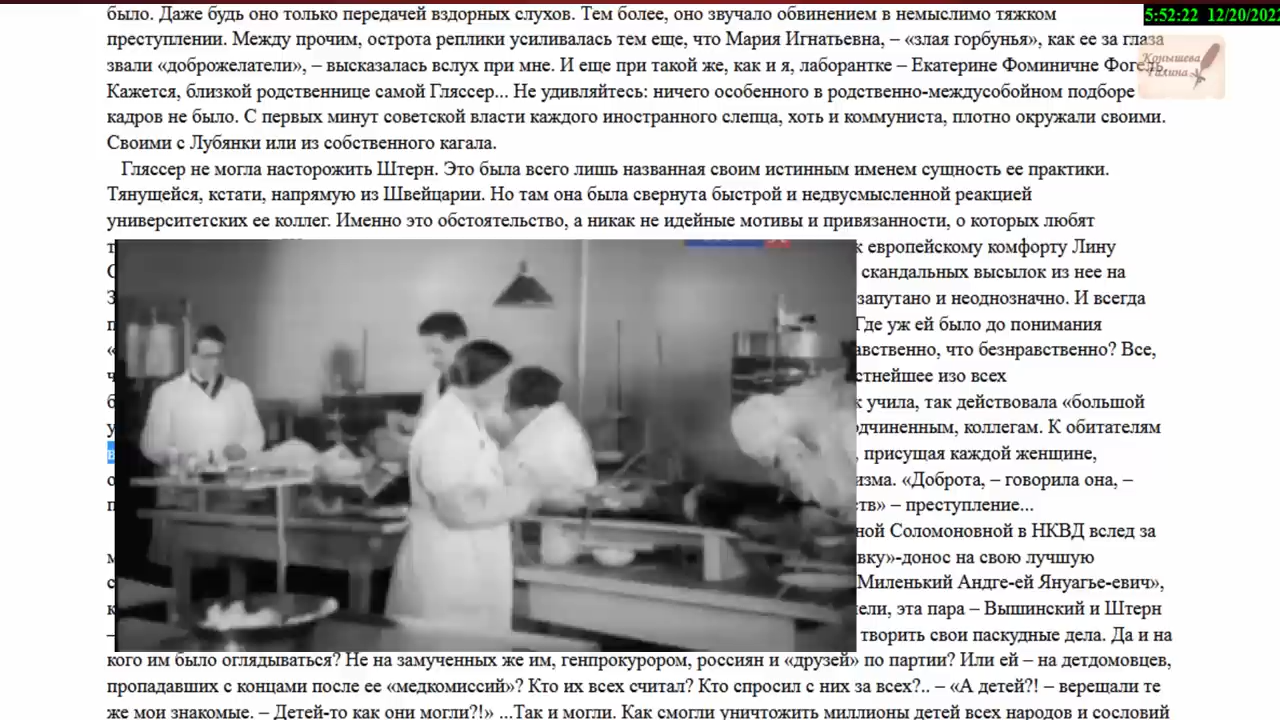 было. Даже будь оно только передачей вздорных слухов. Тем более, оно звучало обвинением в немыслимо тяжком
5:52:22 12/20/202
преступлении. Между прочим, острота реплики усиливалась тем еще, что Мария Игнатьевна, – «злая горбунья», как ее за глаза
звали «доброжелатели», – высказалась вслух при мне. И еще при такой же, как и я, лаборантке – Екатерине Фоминичне Фогель.
Конышева
Галина
Кажется, близкой родственнице самой Гляссер... Не удивляйтесь: ничего особенного в родственно-междусобойном подборе
кадров не было. С первых минут советской власти каждого иностранного слепца, хоть и коммуниста, плотно окружали своими.
Своими с Лубянки или из собственного кагала.
Гляссер не могла насторожить Штерн. Это была всего лишь названная своим истинным именем сущность ее практики.
Тянущейся, кстати, напрямую из Швейцарии. Но там она была свернута быстрой и недвусмысленной реакцией
университетских ее коллег. Именно это обстоятельство, а никак не идейные мотивы и привязанности, о которых любят
к европейскому комфорту Лину
скандальных высылок из нее на
запутано и неоднозначно. И всегда
Где уж ей было до понимания
авственно, что безнравственно? Все,
стнейшее изо всех
к учила, так действовала «большой
одчиненным, коллегам. К обитателям
, присущая каждой женщине,
изма. «Доброта, – говорила она, –
ств» – преступление...
ной Соломоновной в НКВД вслед за
вку»-донос на свою лучшую
Миленький Андге-ей Януагье-евич»,
ели, эта пара – Вышинский и Штерн
– творить свои паскудные дела. Да и на
кого им было оглядываться? Не на замученных же им, генпрокурором, россиян и «друзей» по партии? Или ей – на детдомовцев,
пропадавших с концами после ее «медкомиссий»? Кто их всех считал? Кто спросил с них за всех?.. – «А детей?! – верещали те
же мои знакомые. – Детей-то как они могли?!» ...Так и могли. Как смогли уничтожить миллионы детей всех народов и сословий